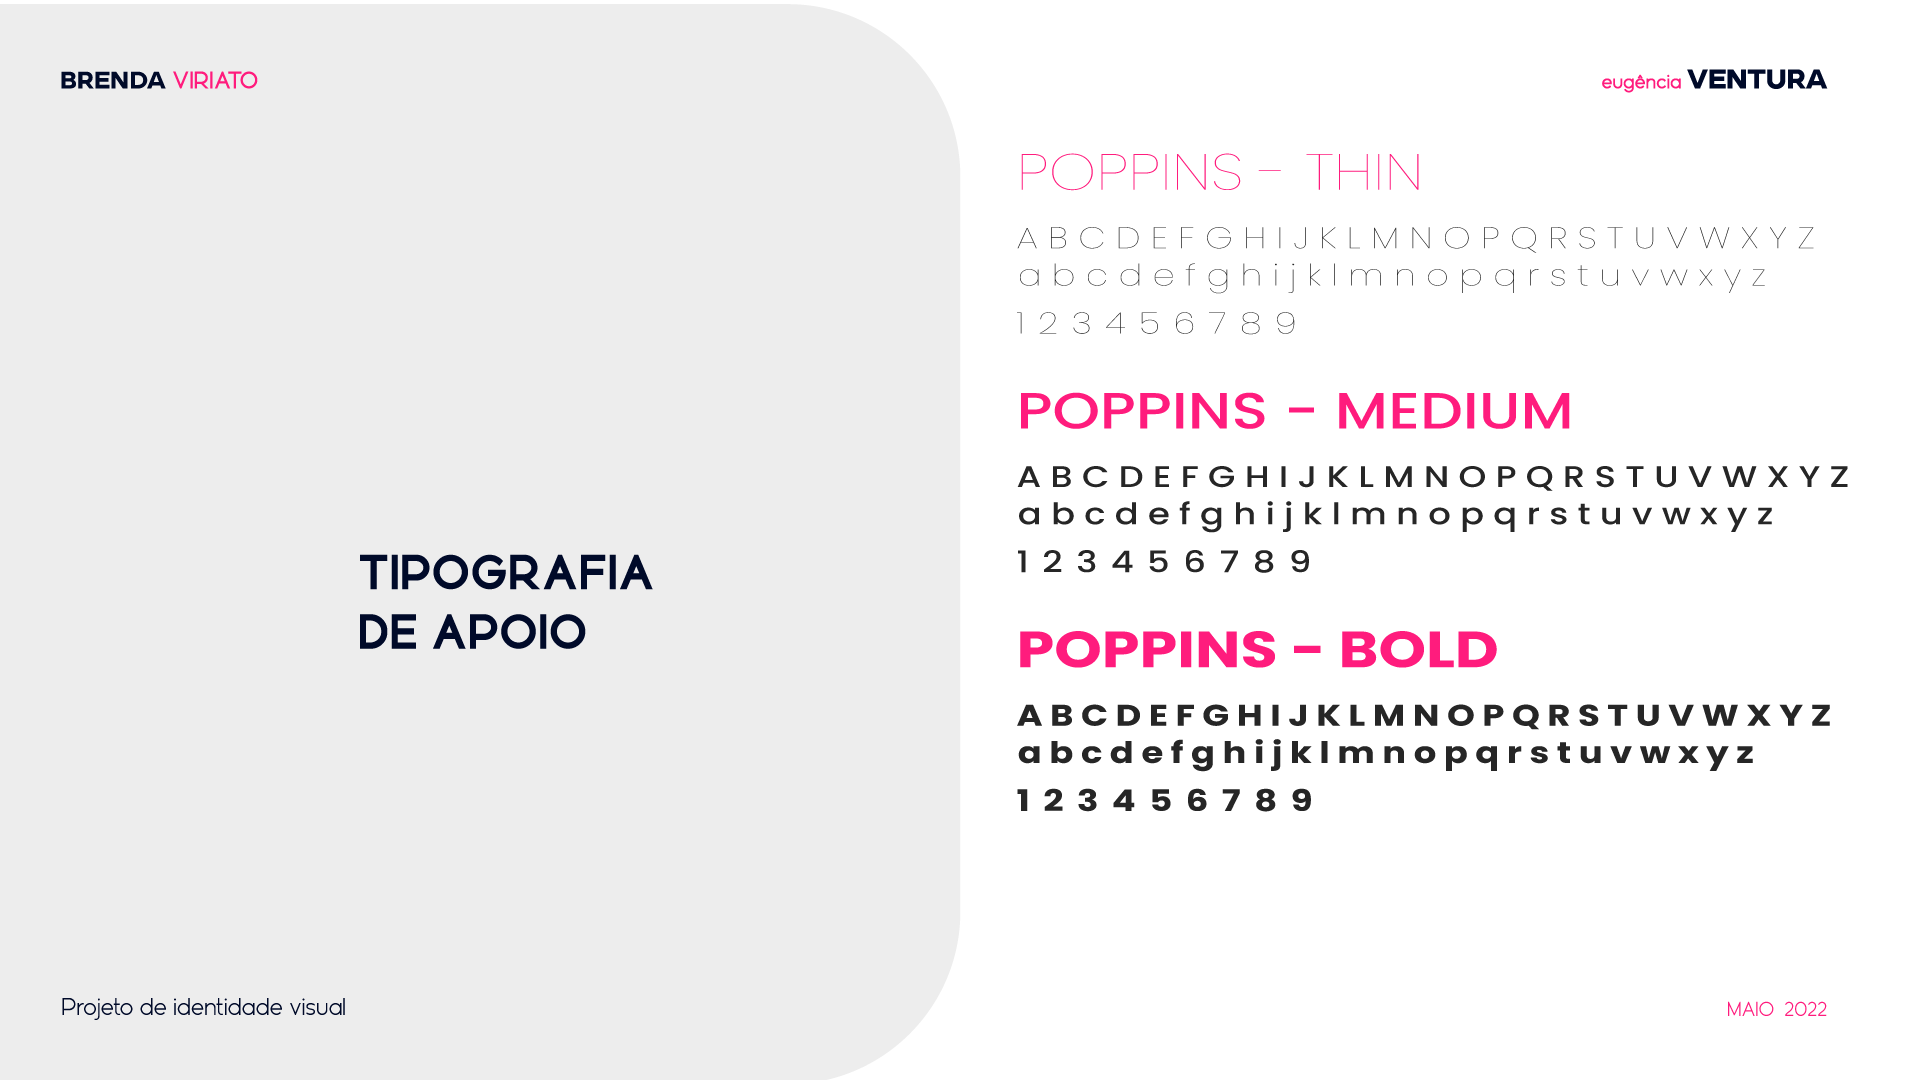 BRENDA VIRIATO
eugência VENTURA
TIPOGRAFIA
DE APOIO
POPPINS - THIN
A B C D E F G H I J K L M N O P Q R S T U V W X Y Z
a b c d e f g h i j k l m n o p q r s t u v w x y z
1 2 3 4 5 6 7 8 9
POPPINS - MEDIUM
A B C D E F G H I J K L M N O P Q R S T U V W X Y Z
a b c d e f g h i j k l m n o p q r s t u v w x y z
1 2 3 4 5 6 7 8 9
POPPINS - BOLD
A B C D E F G H I J K L M N O P Q R S T U V W X Y Z
a b c d e f g h i j k l m n o p q r s t u v w x y z
1 2 3 4 5 6 7 8 9
Projeto de identidade visual
MAIO 2022